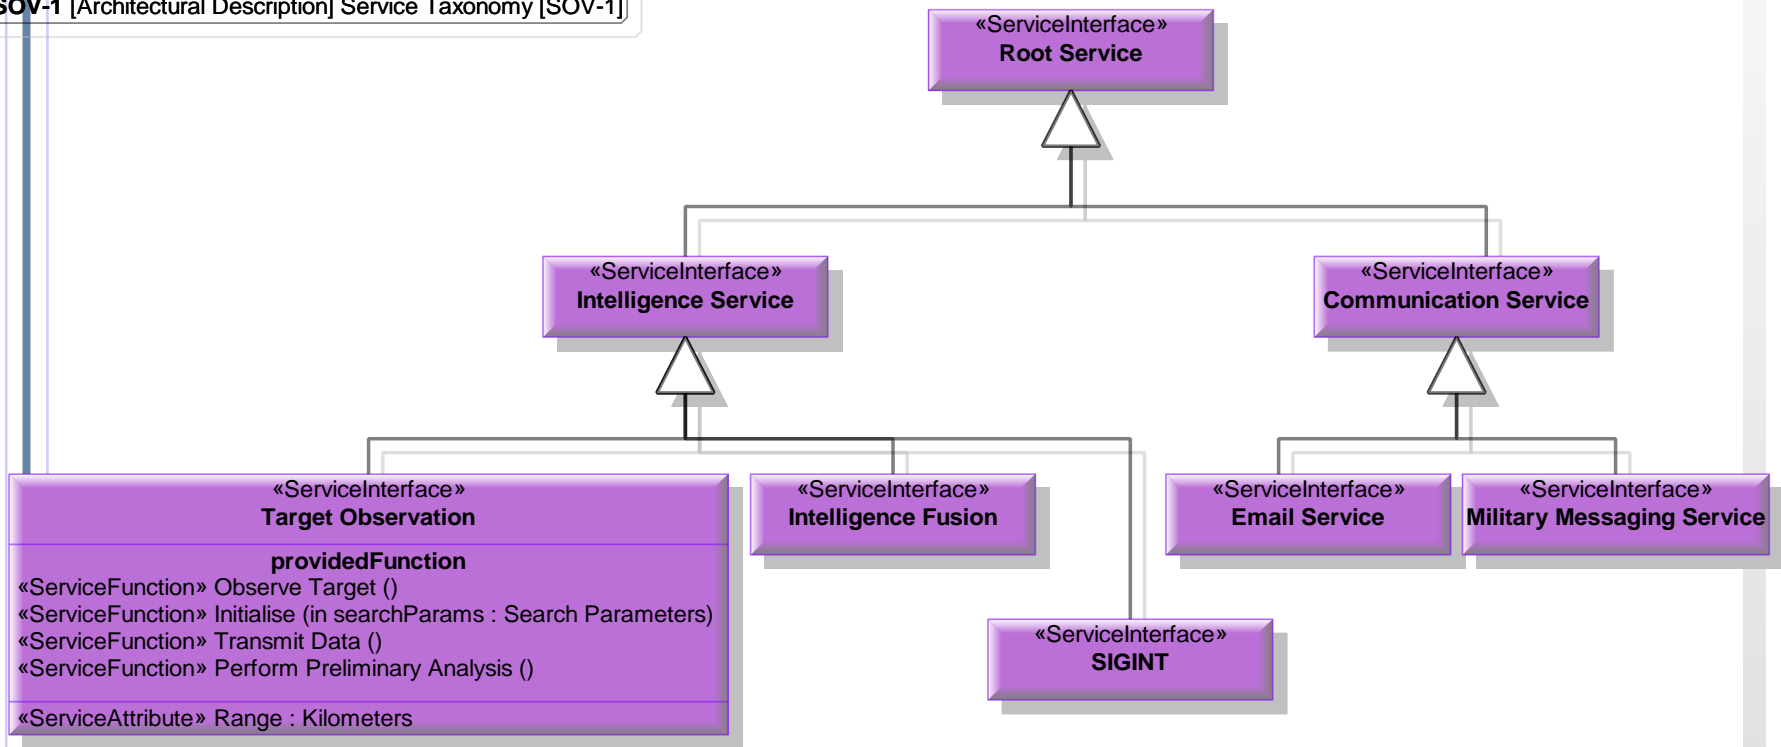 SOV-1 [Architectural Description] Service Taxonomy [SOV-1]
«ServiceInterface»
Root Service
«ServiceInterface»
Intelligence Service
«ServiceInterface»
Communication Service
«ServiceInterface»
Target Observation
providedFunction
«ServiceFunction» Observe Target ()
«ServiceFunction» Initialise (in searchParams : Search Parameters)
«ServiceFunction» Transmit Data ()
«ServiceFunction» Perform Preliminary Analysis ()
«ServiceAttribute» Range : Kilometers
«ServiceInterface»
Intelligence Fusion
«ServiceInterface»
Email Service
«ServiceInterface»
Military Messaging Service
«ServiceInterface»
SIGINT